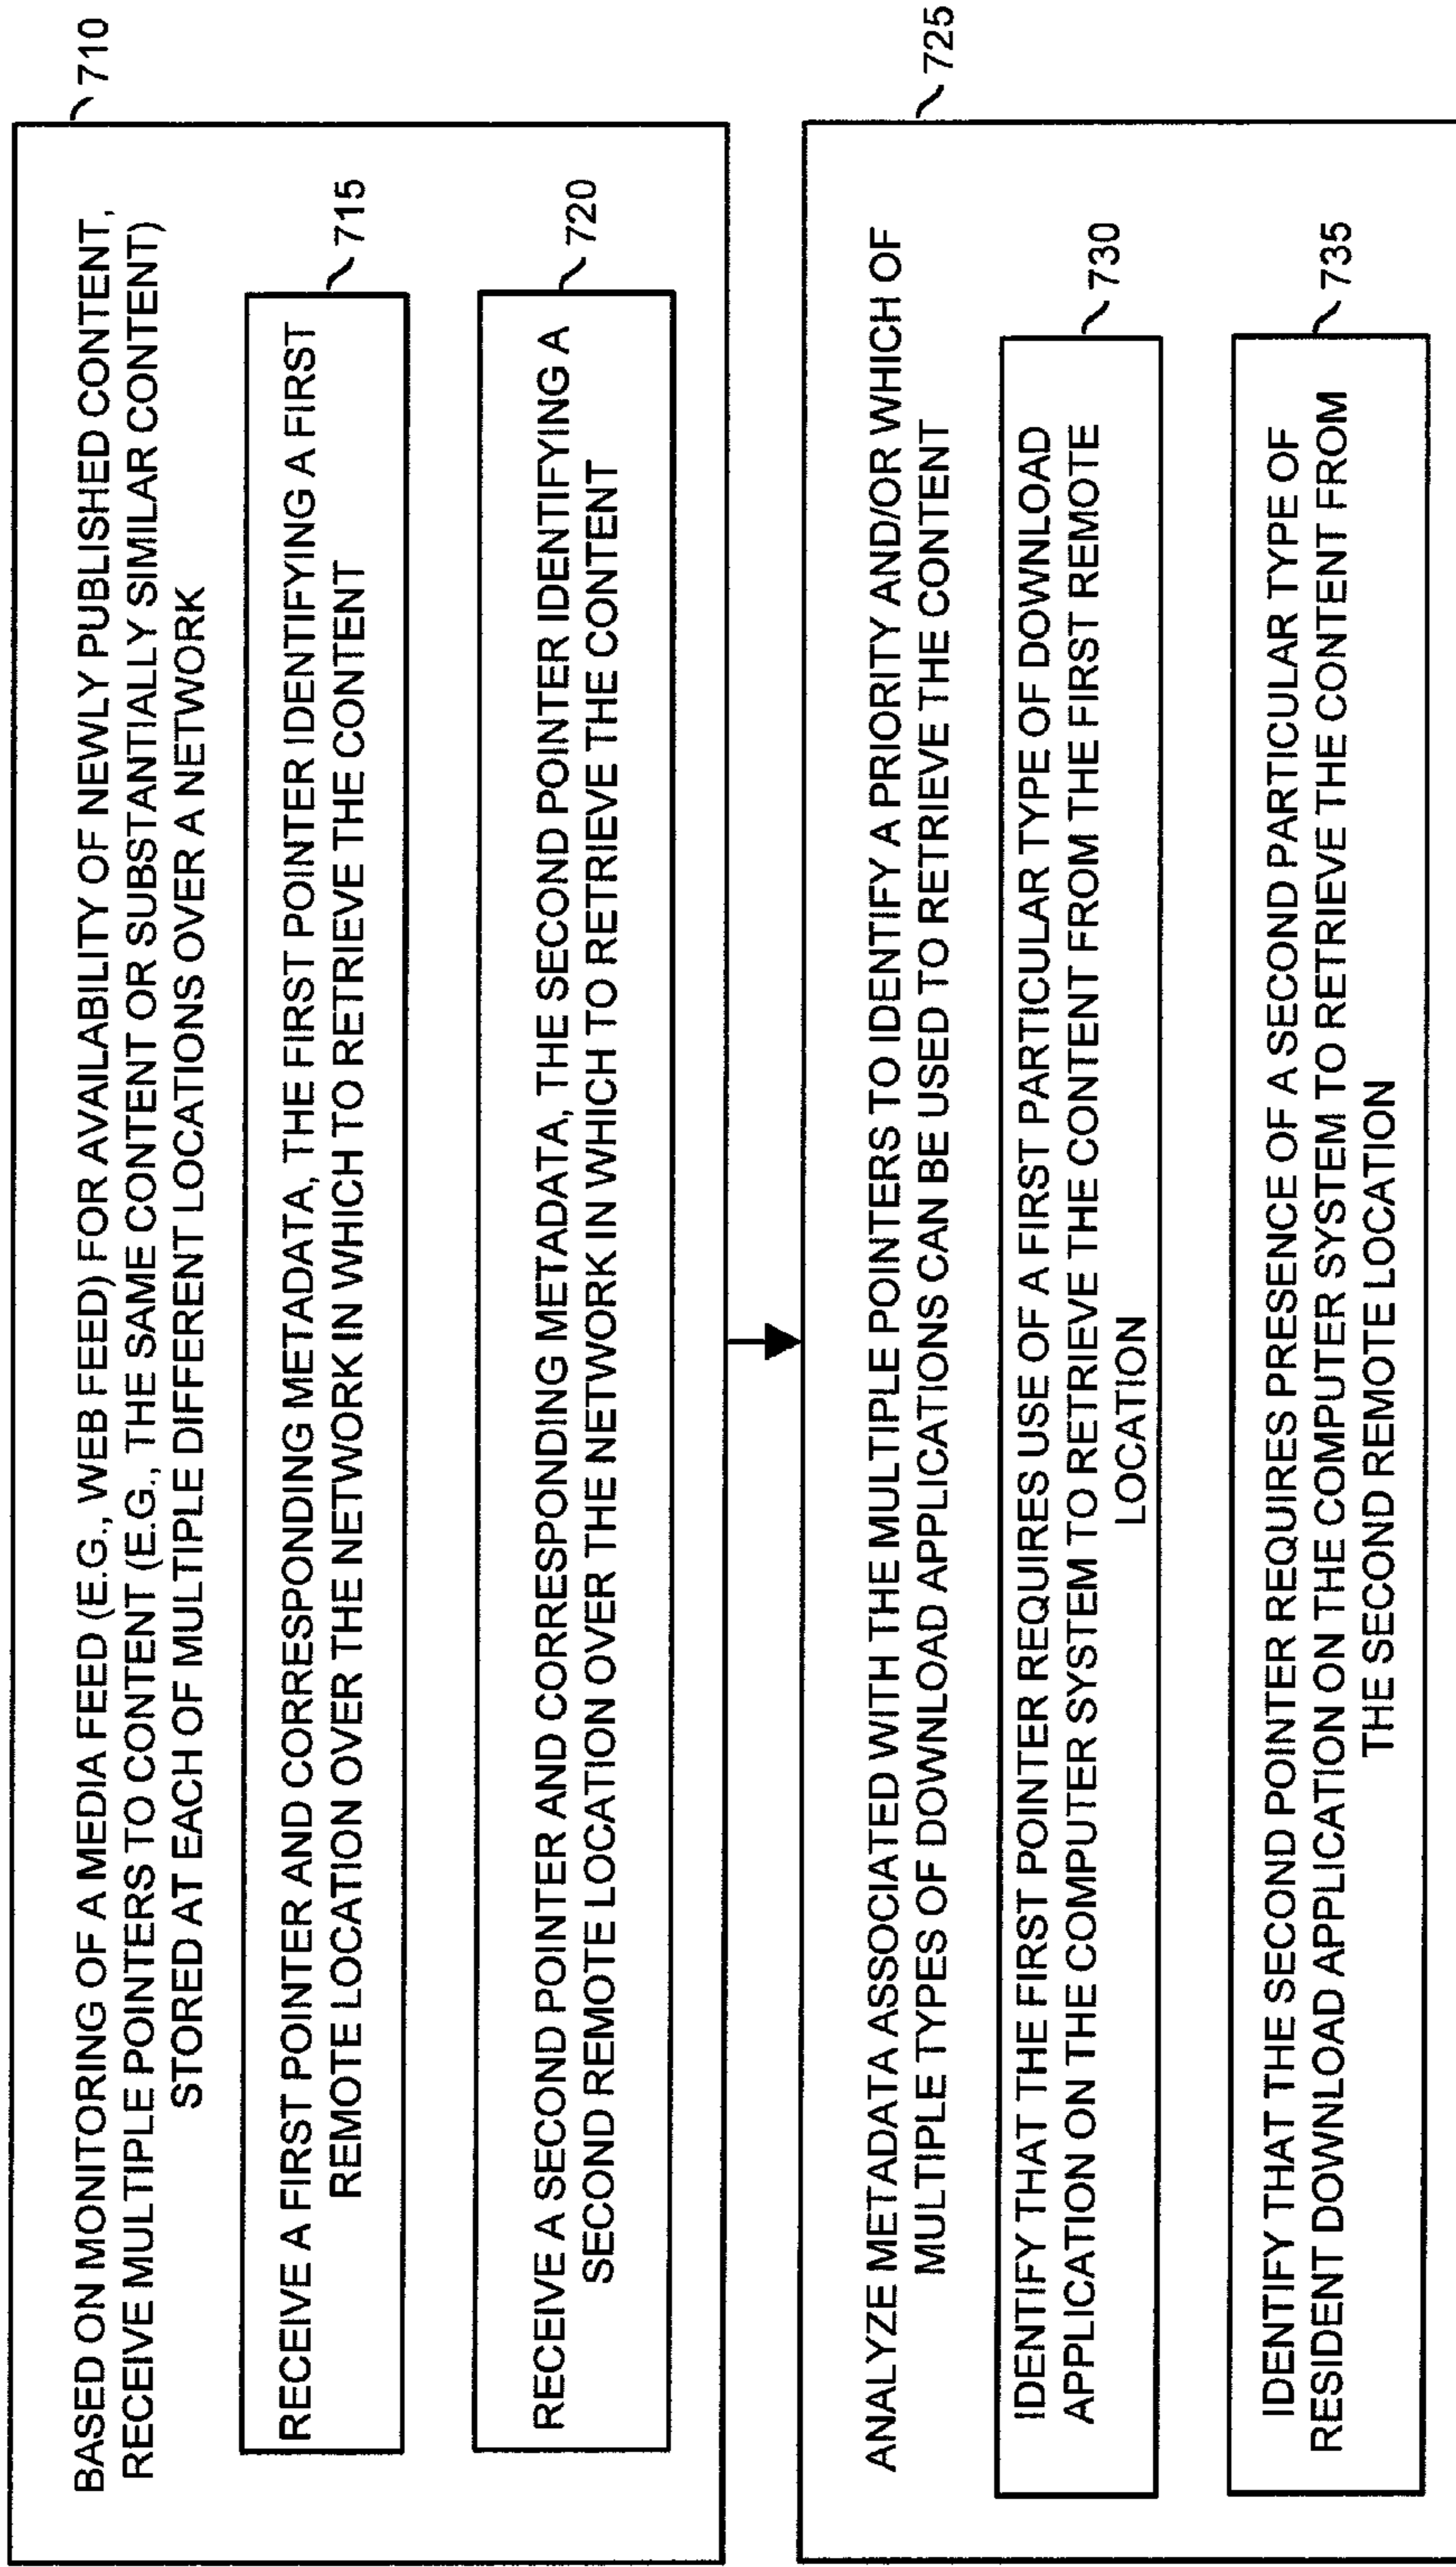 710
BASED ON MONITORING OF A MEDIA FEED (E.G., WEB FEED) FOR AVAILABILITY OF NEWLY PUBLISHED CONTENT,
RECEIVE MULTIPLE POINTERS TO CONTENT (E.G., THE SAME CONTENT OR SUBSTANTIALLY SIMILAR CONTENT)
STORED AT EACH OF MULTIPLE DIFFERENT LOCATIONS OVER A NETWORK
715
RECEIVE A FIRST POINTER AND CORRESPONDING METADATA, THE FIRST POINTER IDENTIFYING A FIRST
REMOTE LOCATION OVER THE NETWORK IN WHICH TO RETRIEVE THE CONTENT
720
RECEIVE A SECOND POINTER AND CORRESPONDING METADATA, THE SECOND POINTER IDENTIFYING A
SECOND REMOTE LOCATION OVER THE NETWORK IN WHICH TO RETRIEVE THE CONTENT
725
ANALYZE METADATA ASSOCIATED WITH THE MULTIPLE POINTERS TO IDENTIFY A PRIORITY AND/OR WHICH OF
MULTIPLE TYPES OF DOWNLOAD APPLICATIONS CAN BE USED TO RETRIEVE THE CONTENT
730
IDENTIFY THAT THE FIRST POINTER REQUIRES USE OF A FIRST PARTICULAR TYPE OF DOWNLOAD
APPLICATION ON THE COMPUTER SYSTEM TO RETRIEVE THE CONTENT FROM THE FIRST REMOTE
LOCATION
735
IDENTIFY THAT THE SECOND POINTER REQUIRES PRESENCE OF A SECOND PARTICULAR TYPE OF
RESIDENT DOWNLOAD APPLICATION ON THE COMPUTER SYSTEM TO RETRIEVE THE CONTENT FROM
THE SECOND REMOTE LOCATION